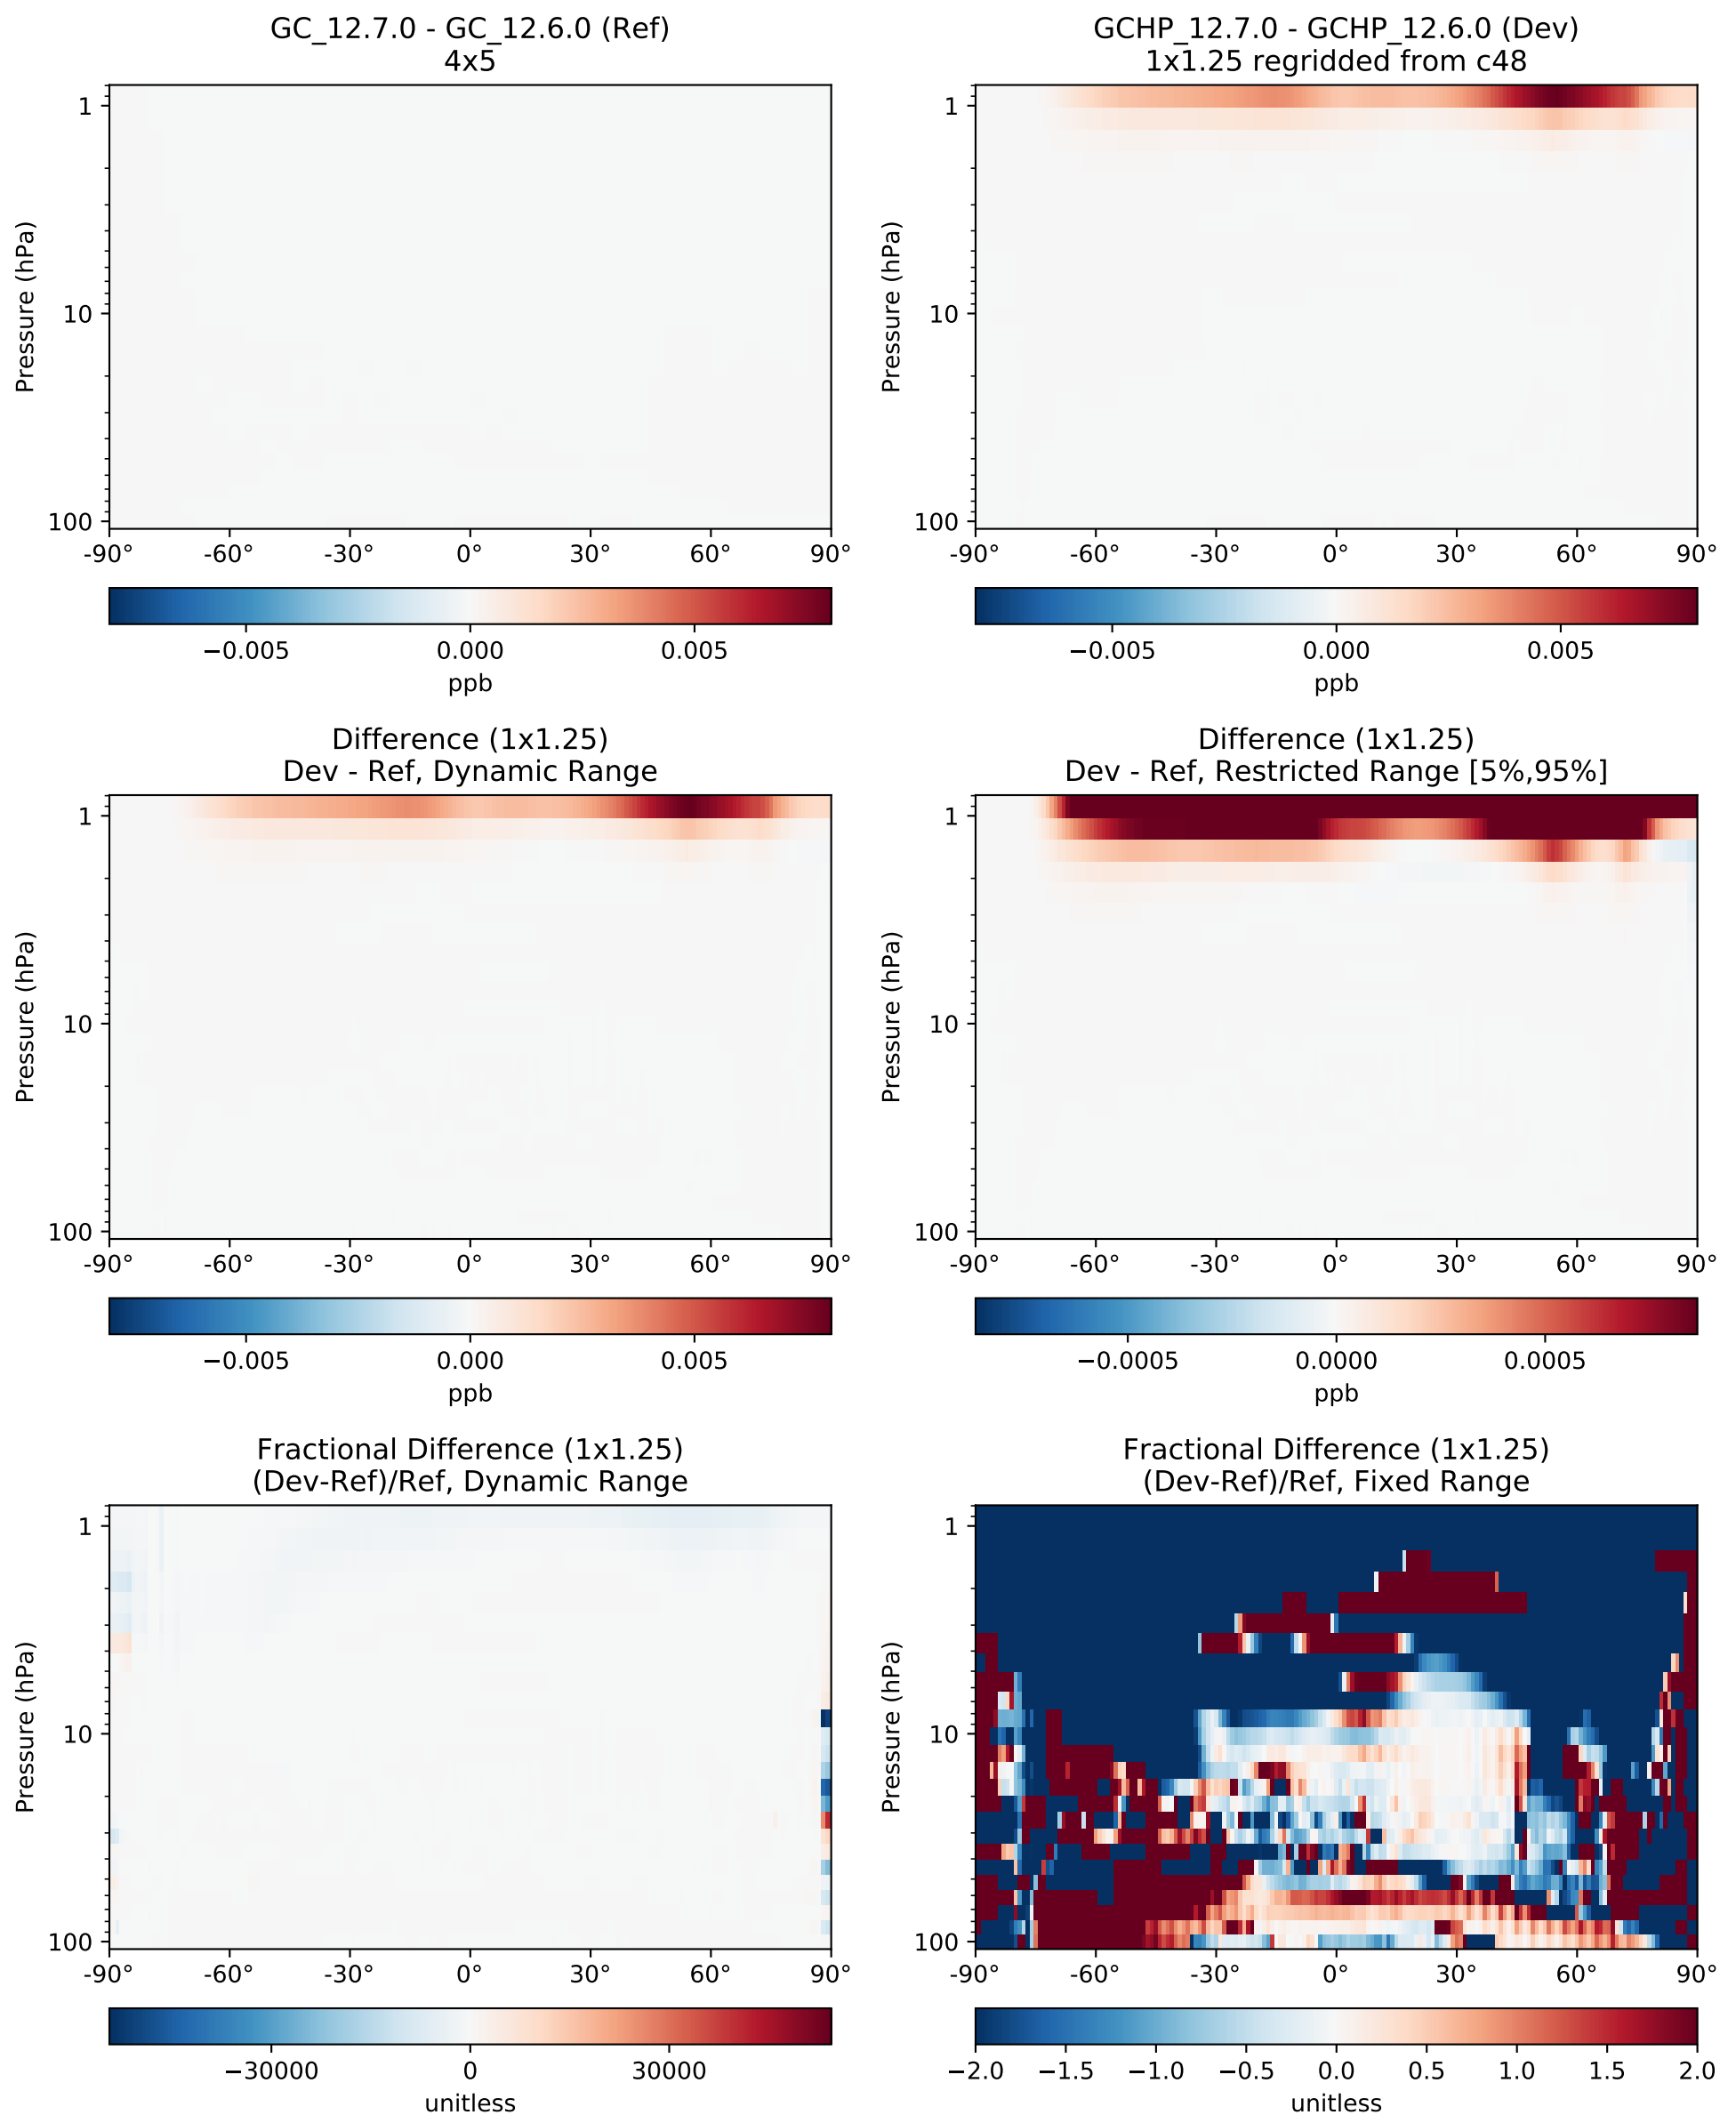 GC_12.7.0 - GC_12.6.0 (Ref)
4x5
1
10
100
Pressure (hPa)
-90° -60° -30° 0° 30° 60° 90°
−0.005 0.000 0.005
ppb
GCHP_12.7.0 - GCHP_12.6.0 (Dev)
1x1.25 regridded from c48
1
10
100
Pressure (hPa)
-90° -60° -30° 0° 30° 60° 90°
−0.005 0.000 0.005
ppb
Difference (1x1.25)
Dev - Ref, Dynamic Range
1
10
100
Pressure (hPa)
-90° -60° -30° 0° 30° 60° 90°
−0.005 0.000 0.005
ppb
Difference (1x1.25)
Dev - Ref, Restricted Range [5%,95%]
1
10
100
Pressure (hPa)
-90° -60° -30° 0° 30° 60° 90°
−0.0005 0.0000 0.0005
ppb
Fractional Difference (1x1.25)
(Dev-Ref)/Ref, Dynamic Range
1
10
100
Pressure (hPa)
-90° -60° -30° 0° 30° 60° 90°
−30000 0 30000
unitless
Fractional Difference (1x1.25)
(Dev-Ref)/Ref, Fixed Range
1
10
100
Pressure (hPa)
-90° -60° -30° 0° 30° 60° 90°
−2.0 −1.5 −1.0 −0.5 0.0 0.5 1.0 1.5 2.0
unitless